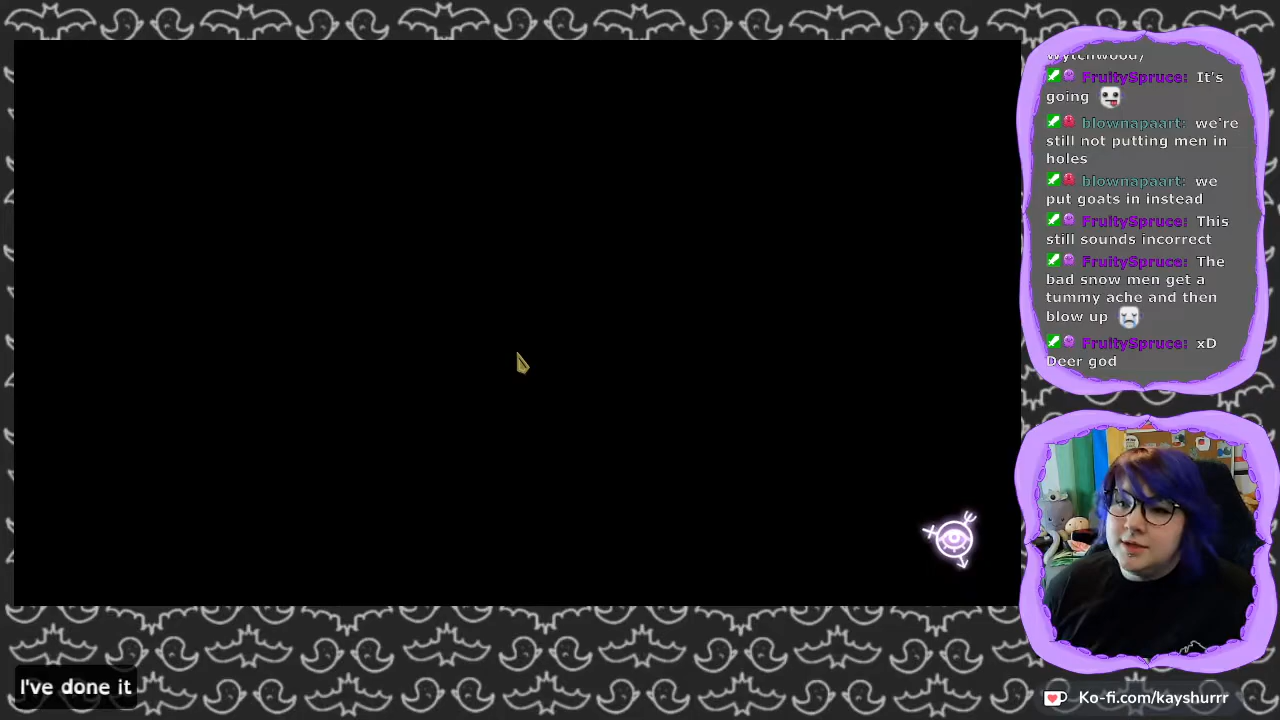 Wytchwood/
FruitySpruce: It's
going
blownapaart: we're
still not putting men in
holes
blownapaart: we
put goats in instead
FruitySpruce: This
still sounds incorrect
FruitySpruce: The
bad snow men get a
tummy ache and then
blow up
FruitySpruce: xD
Deer god
I've done it
Ko-fi.com/kayshurrr